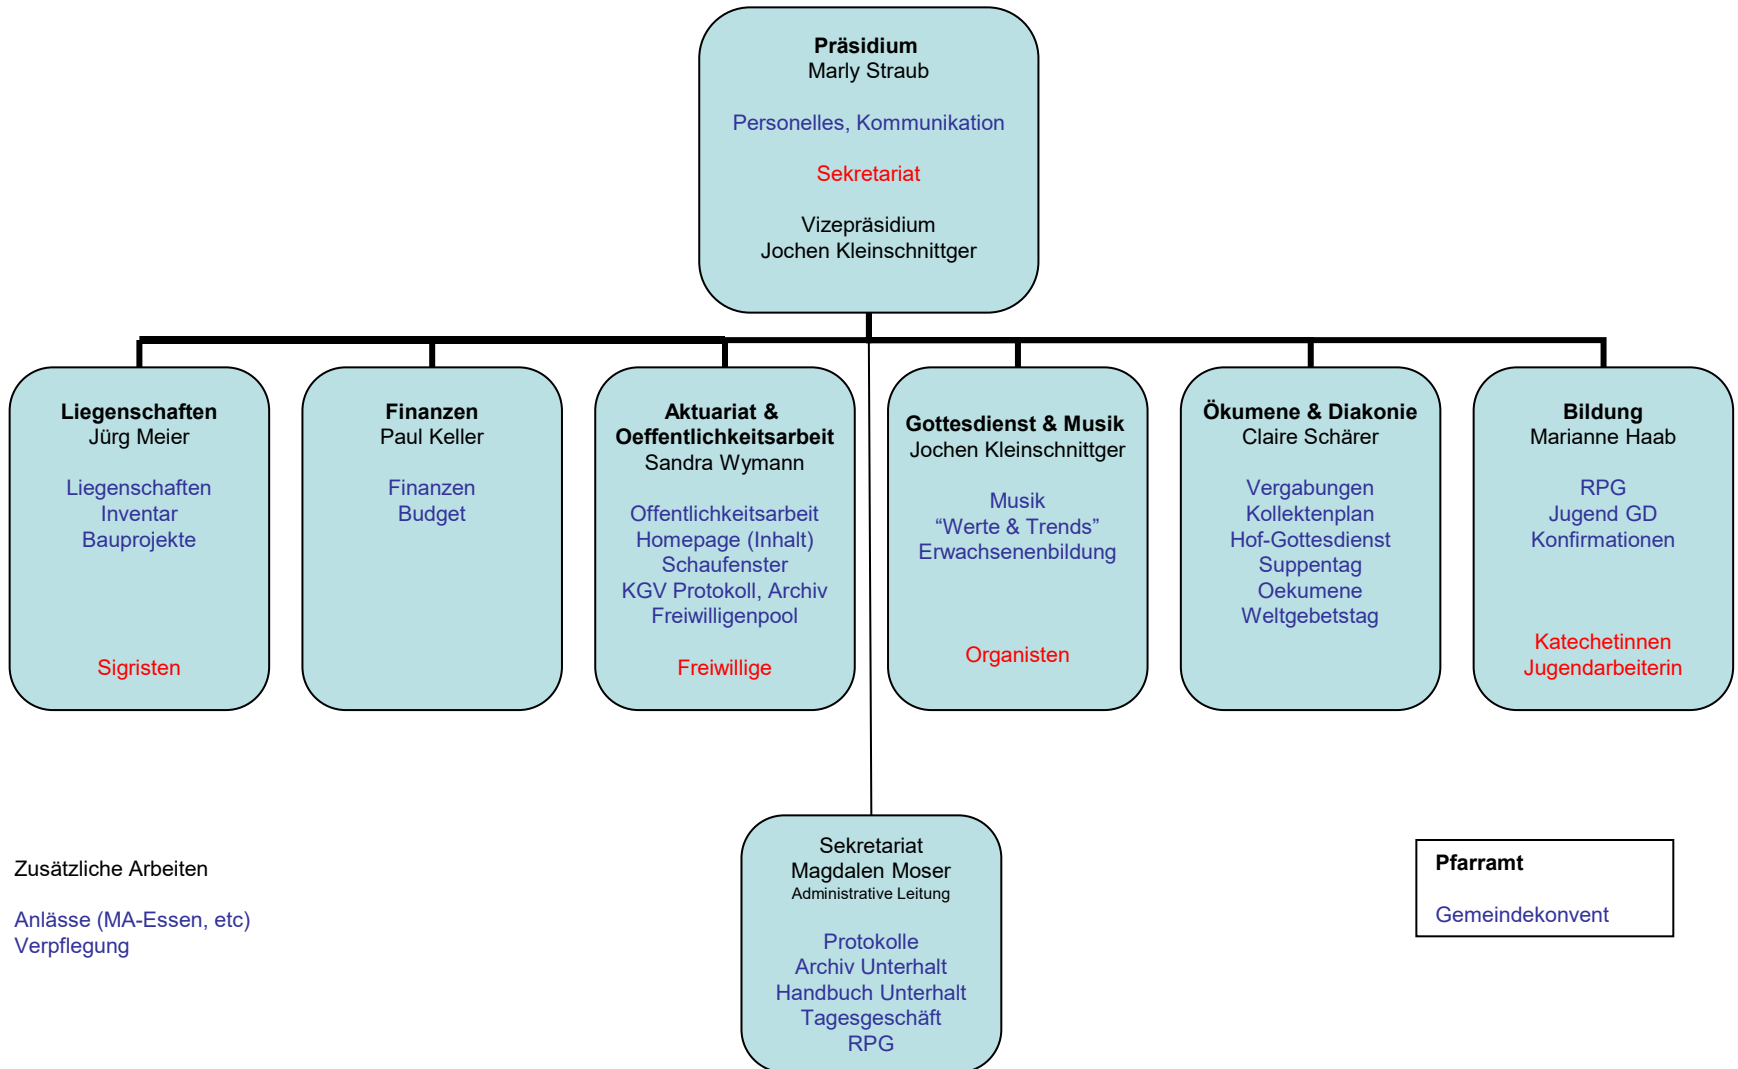 Präsidium
Marly Straub
Personelles, Kommunikation
Sekretariat
Vizepräsidium
Jochen Kleinschnittger
Liegenschaften
Jürg Meier
Liegenschaften
Inventar
Bauprojekte
Sigristen
Finanzen
Paul Keller
Finanzen
Budget
Aktuariat &
Oeffentlichkeitsarbeit
Sandra Wymann
Offentlichkeitsarbeit
Homepage (Inhalt)
Schaufenster
KGV Protokoll, Archiv
Freiwilligenpool
Freiwillige
Gottesdienst & Musik
Jochen Kleinschnittger
Musik
“Werte & Trends”
Erwachsenenbildung
Organisten
Ökumene & Diakonie
Claire Schärer
Vergabungen
Kollektenplan
Hof-Gottesdienst
Suppentag
Oekumene
Weltgebetstag
Bildung
Marianne Haab
RPG
Jugend GD
Konfirmationen
Katechetinnen
Jugendarbeiterin
Zusätzliche Arbeiten
Anlässe (MA-Essen, etc)
Verpflegung
Sekretariat
Magdalen Moser
Administrative Leitung
Protokolle
Archiv Unterhalt
Handbuch Unterhalt
Tagesgeschäft
RPG
Pfarramt
Gemeindekonvent